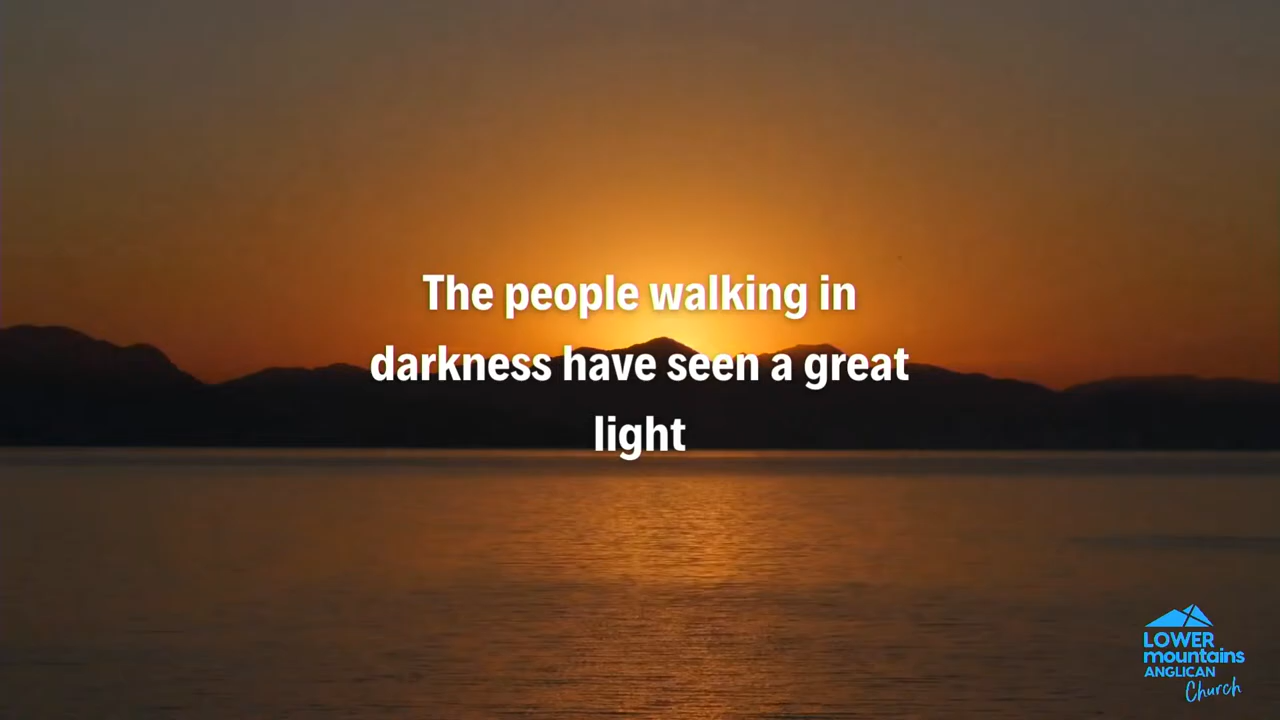 The people walking in
darkness have seen a great
light
LOWER
mountains
ANGLICAN
Church